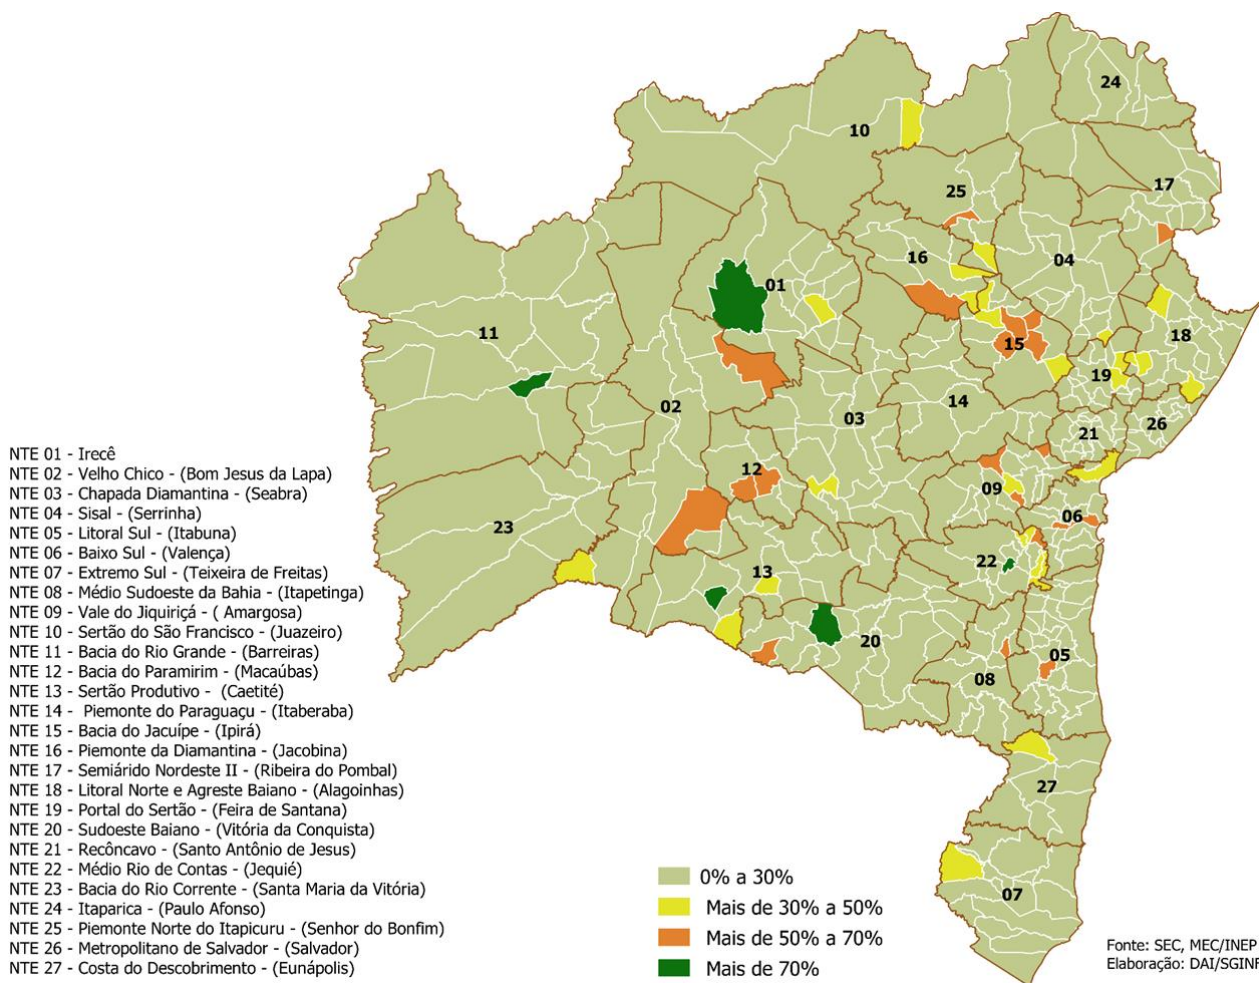 24
10
17
25
16
04
01
11
18
15
19
02
14
03
26
21
12
09
06
23
22
13
20
05
08
27
07
NTE 01 - Irecê
NTE 02 - Velho Chico - (Bom Jesus da Lapa)
NTE 03 - Chapada Diamantina - (Seabra)
NTE 04 - Sisal - (Serrinha)
NTE 05 - Litoral Sul - (Itabuna)
NTE 06 - Baixo Sul - (Valença)
NTE 07 - Extremo Sul - (Teixeira de Freitas)
NTE 08 - Médio Sudoeste da Bahia - (Itapetinga)
NTE 09 - Vale do Jiquiriçá - ( Amargosa)
NTE 10 - Sertão do São Francisco - (Juazeiro)
NTE 11 - Bacia do Rio Grande - (Barreiras)
NTE 12 - Bacia do Paramirim - (Macaúbas)
NTE 13 - Sertão Produtivo - (Caetité)
NTE 14 - Piemonte do Paraguaçu - (Itaberaba)
NTE 15 - Bacia do Jacuípe - (Ipirá)
NTE 16 - Piemonte da Diamantina - (Jacobina)
NTE 17 - Semiárido Nordeste II - (Ribeira do Pombal)
NTE 18 - Litoral Norte e Agreste Baiano - (Alagoinhas)
NTE 19 - Portal do Sertão - (Feira de Santana)
NTE 20 - Sudoeste Baiano - (Vitória da Conquista)
NTE 21 - Recôncavo - (Santo Antônio de Jesus)
NTE 22 - Médio Rio de Contas - (Jequié)
NTE 23 - Bacia do Rio Corrente - (Santa Maria da Vitória)
NTE 24 - Itaparica - (Paulo Afonso)
NTE 25 - Piemonte Norte do Itapicuru - (Senhor do Bonfim)
NTE 26 - Metropolitano de Salvador - (Salvador)
NTE 27 - Costa do Descobrimento - (Eunápolis)
0% a 30%
Mais de 30% a 50%
Mais de 50% a 70%
Mais de 70%
Fonte: SEC, MEC/INEP
Elaboração: DAI/SGINF